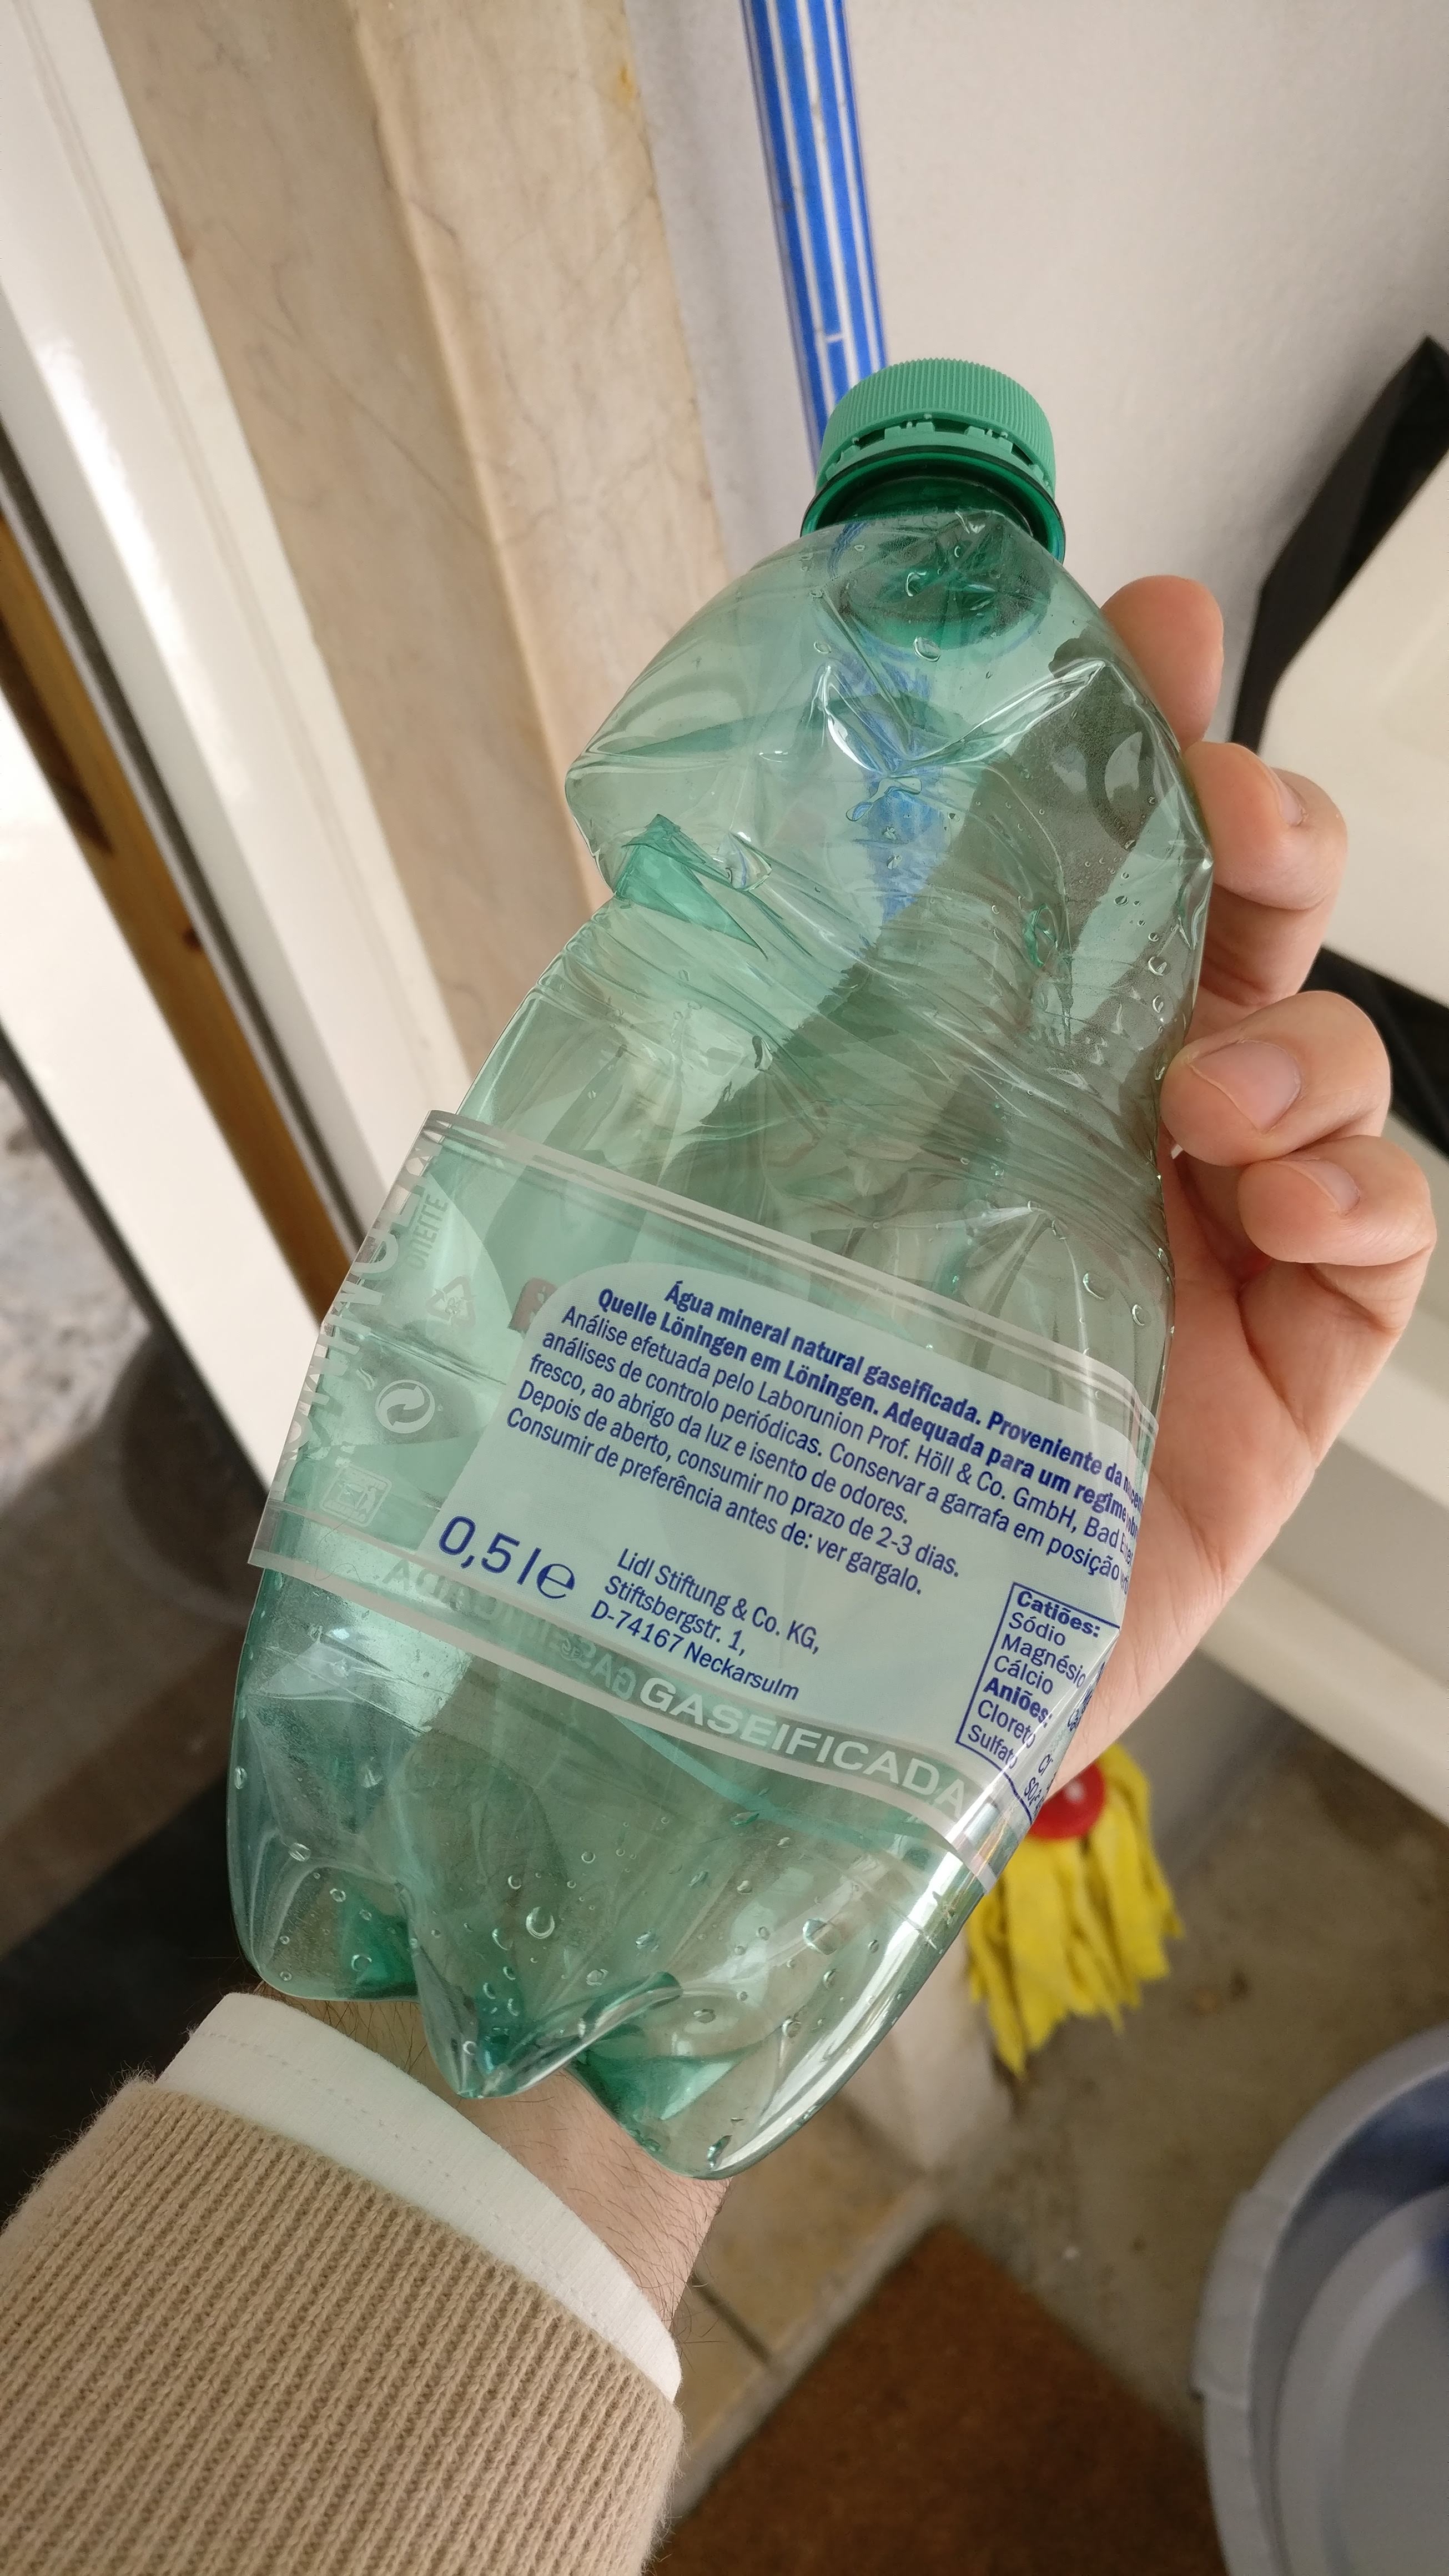 QUELLE
Água mineral natural gaseificada. Proveniente da
Quelle Löningen em Löningen. Adequada para um regime
Análise efetuada pelo Laborunion Prof. Höll & Co. GmbH, Bad
análises de controlo periódicas. Conservar a garrafa em posição
fresco, ao abrigo da luz e isento de odores.
Depois de aberto, consumir no prazo de 2-3 dias.
Consumir de preferência antes de: ver gargalo.
0,5 l e
Lidl Stiftung & Co. KG,
Stiftsbergstr. 1,
D-74167 Neckarsulm
Catiões:
Sódio
Magnésio
Cálcio
Aniões:
Cloreto
Sulfato
GASEIFICADA